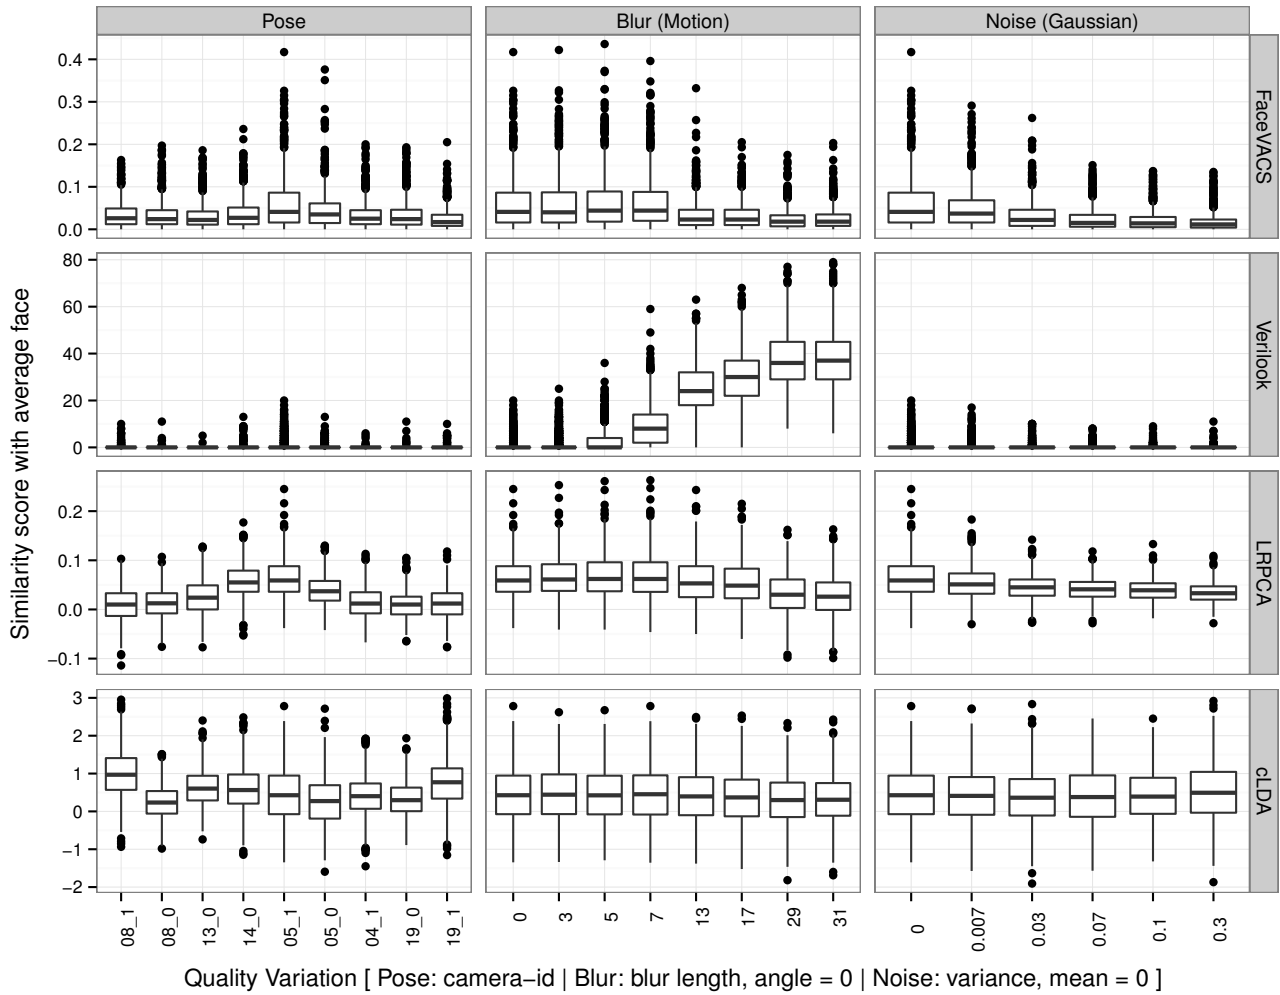 Pose
Blur (Motion)
Noise (Gaussian)
Similarity score with average face
0.4
0.3
0.2
0.1
0.0
FaceVACS
80
60
40
20
0
Verilook
0.2
0.1
0.0
−0.1
LRPCA
3
2
1
0
−1
−2
cLDA
08_1 08_0 13_0 14_0 05_1 05_0 04_1 19_0 19_1
0 3 5 7 13 17 29 31
0 0.007 0.03 0.07 0.1 0.3
Quality Variation [ Pose: camera−id | Blur: blur length, angle = 0 | Noise: variance, mean = 0 ]